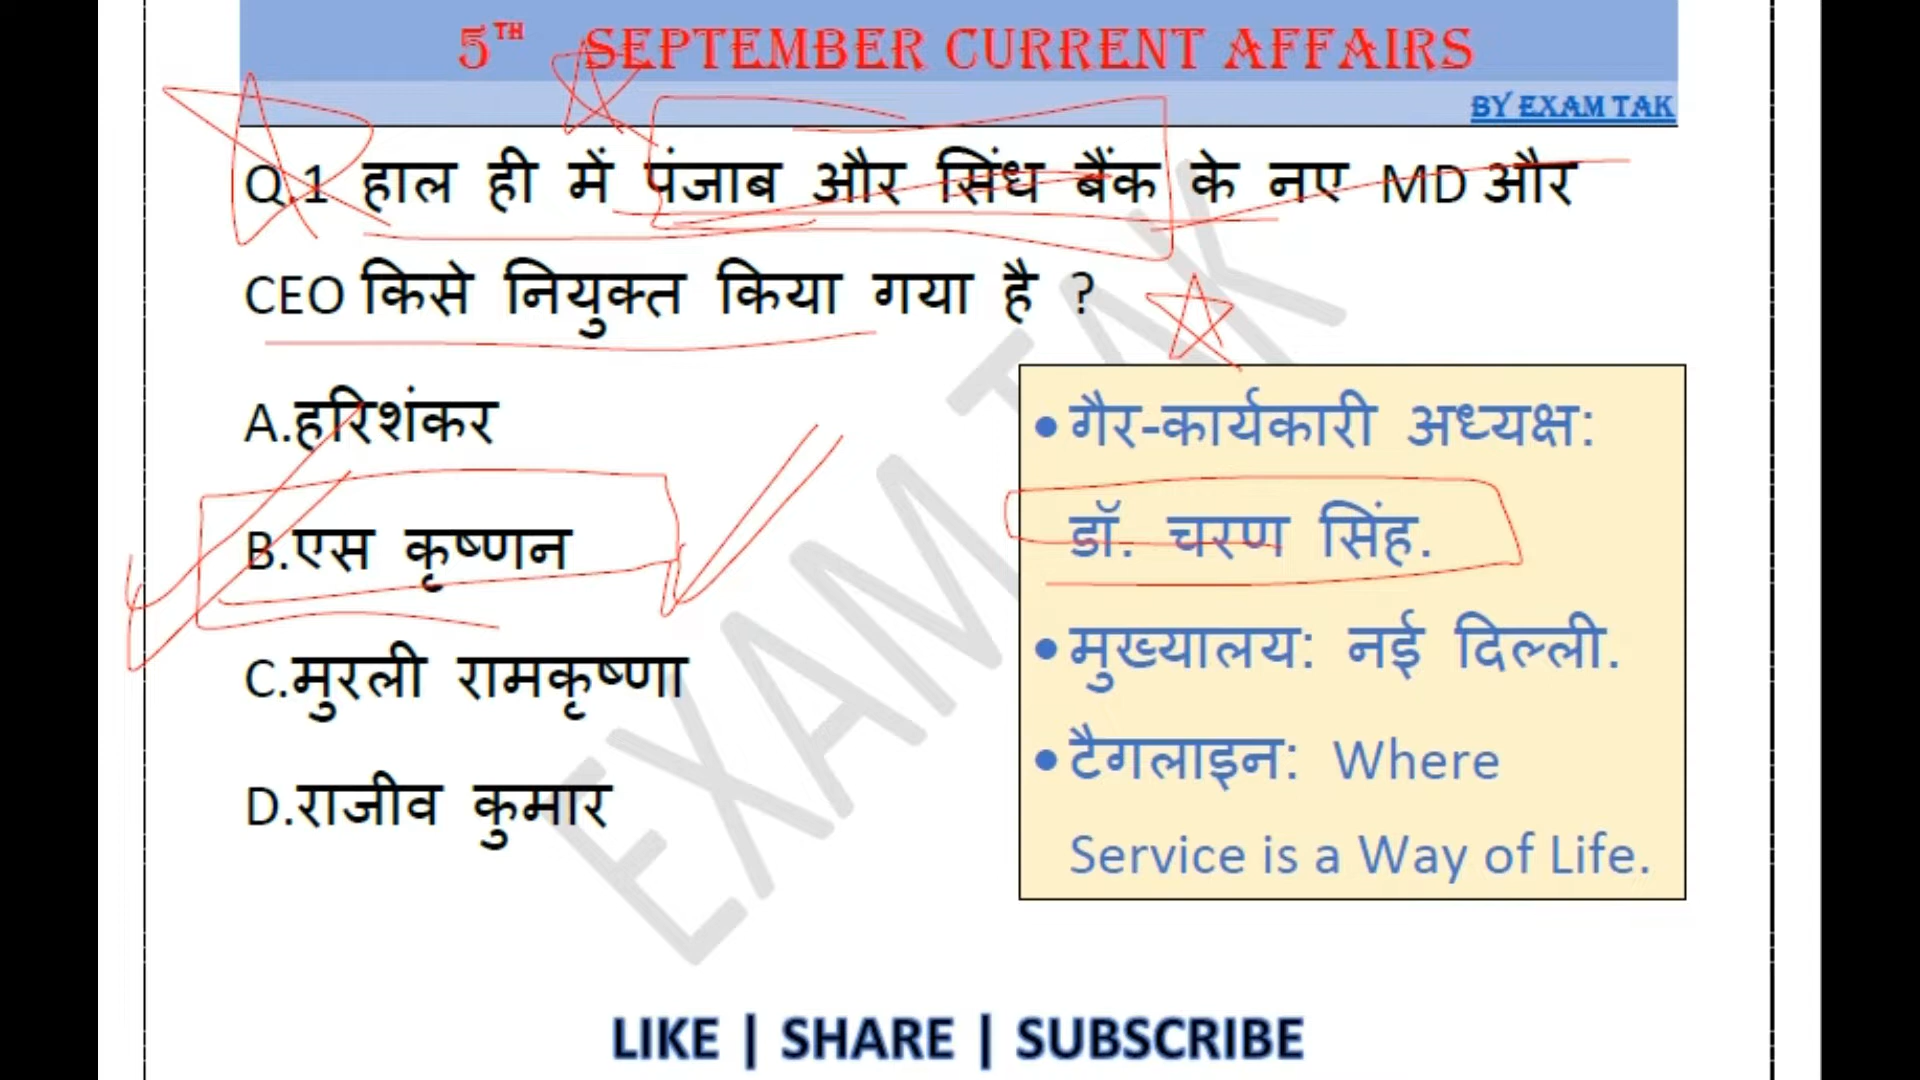 5TH SEPTEMBER CURRENT AFFAIRS
BY EXAM TAK
Q.1 हाल ही में पंजाब और सिंध बैंक के नए MD और
CEO किसे नियुक्त किया गया है ?
A.हरिशंकर
B.एस कृष्णन
C.मुरली रामकृष्णा
D.राजीव कुमार
• गैर-कार्यकारी अध्यक्ष:
डॉ. चरण सिंह.
• मुख्यालय: नई दिल्ली.
• टैगलाइन: Where
Service is a Way of Life.
EXAM TAK
LIKE | SHARE | SUBSCRIBE